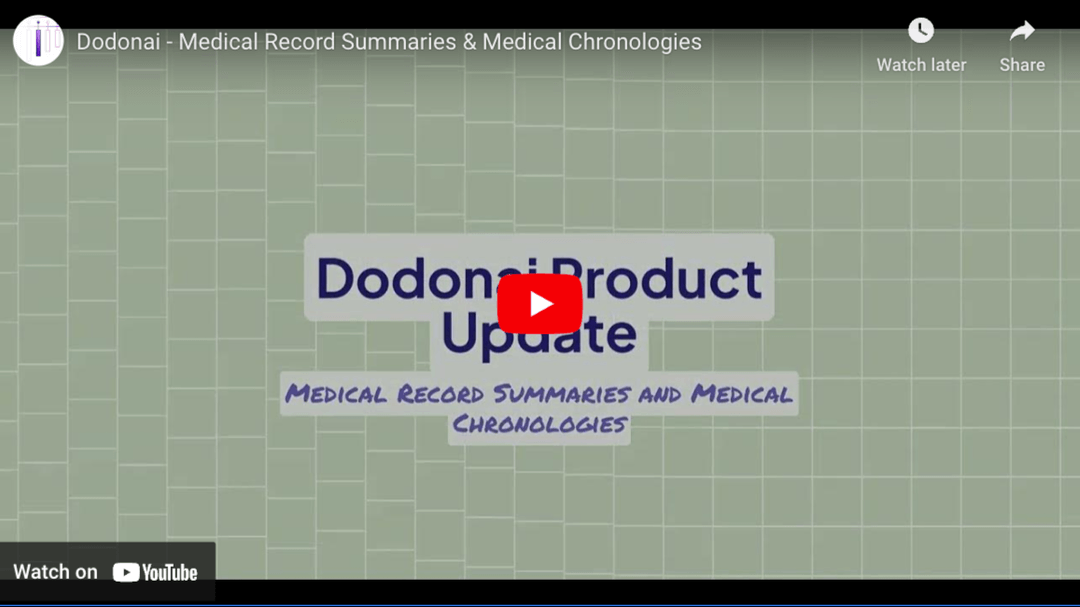 Dodonai - Medical Record Summaries & Medical Chronologies
Watch later
Share
Dodonai Product
Update
Medical Record Summaries and Medical
Chronologies
Watch on YouTube